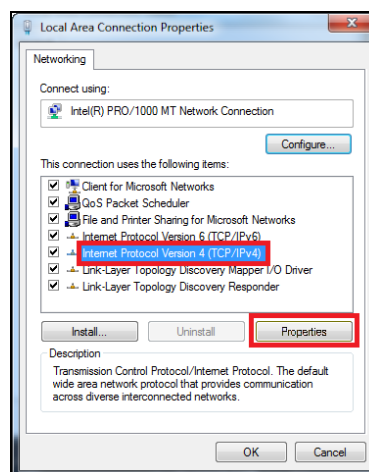 Local Area Connection Properties
Networking
Connect using:
Intel(R) PRO/1000 MT Network Connection
Configure...
This connection uses the following items:
Client for Microsoft Networks
QoS Packet Scheduler
File and Printer Sharing for Microsoft Networks
Internet Protocol Version 6 (TCP/IPv6)
Internet Protocol Version 4 (TCP/IPv4)
Link-Layer Topology Discovery Mapper I/O Driver
Link-Layer Topology Discovery Responder
Install...
Uninstall
Properties
Description
Transmission Control Protocol/Internet Protocol. The default
wide area network protocol that provides communication
across diverse interconnected networks.
OK
Cancel